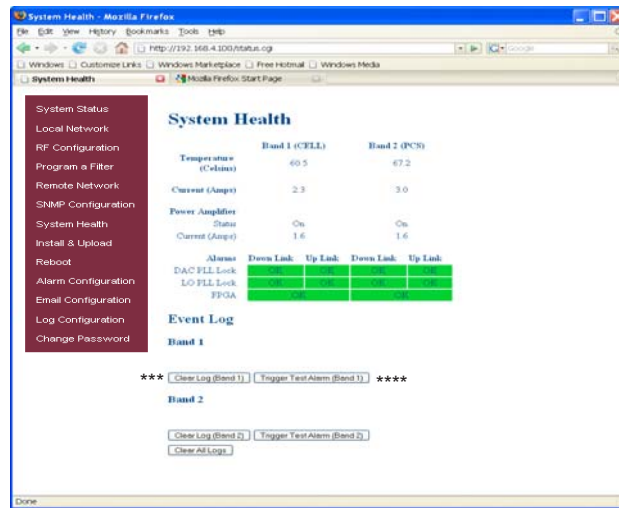 System Health - Mozilla Firefox
File Edit View History Bookmarks Tools Help
http://192.168.4.100/status.cgi
Google
Windows Customize Links Windows Marketplace Free Hotmail Windows Media
System Health Mozilla Firefox Start Page
System Status
Local Network
RF Configuration
Program a Filter
Remote Network
SNMP Configuration
System Health
Install & Upload
Reboot
Alarm Configuration
Email Configuration
Log Configuration
Change Password
System Health
Band 1 (CELL) Band 2 (PCS)
Temperature (Celsius) 60.5 67.2
Current (Amps) 2.3 3.0
Power Amplifier
Status On On
Current (Amps) 1.6 1.6
Alarms Down Link Up Link Down Link Up Link
DAC PLL Lock OK OK OK OK
LO PLL Lock OK OK OK OK
FPGA OK OK
Event Log
Band 1
*** Clear Log (Band 1) Trigger Test Alarm (Band 1) ****
Band 2
Clear Log (Band 2) Trigger Test Alarm (Band 2)
Clear All Logs
Done